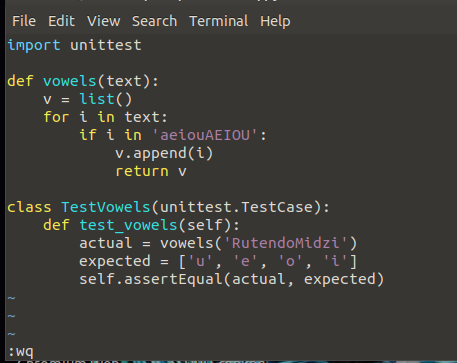 File Edit View Search Terminal Help
import unittest

def vowels(text):
    v = list()
    for i in text:
        if i in 'aeiouAEIOU':
            v.append(i)
            return v

class TestVowels(unittest.TestCase):
    def test_vowels(self):
        actual = vowels('RutendoMidzi')
        expected = ['u', 'e', 'o', 'i']
        self.assertEqual(actual, expected)
~
~
~
:wq